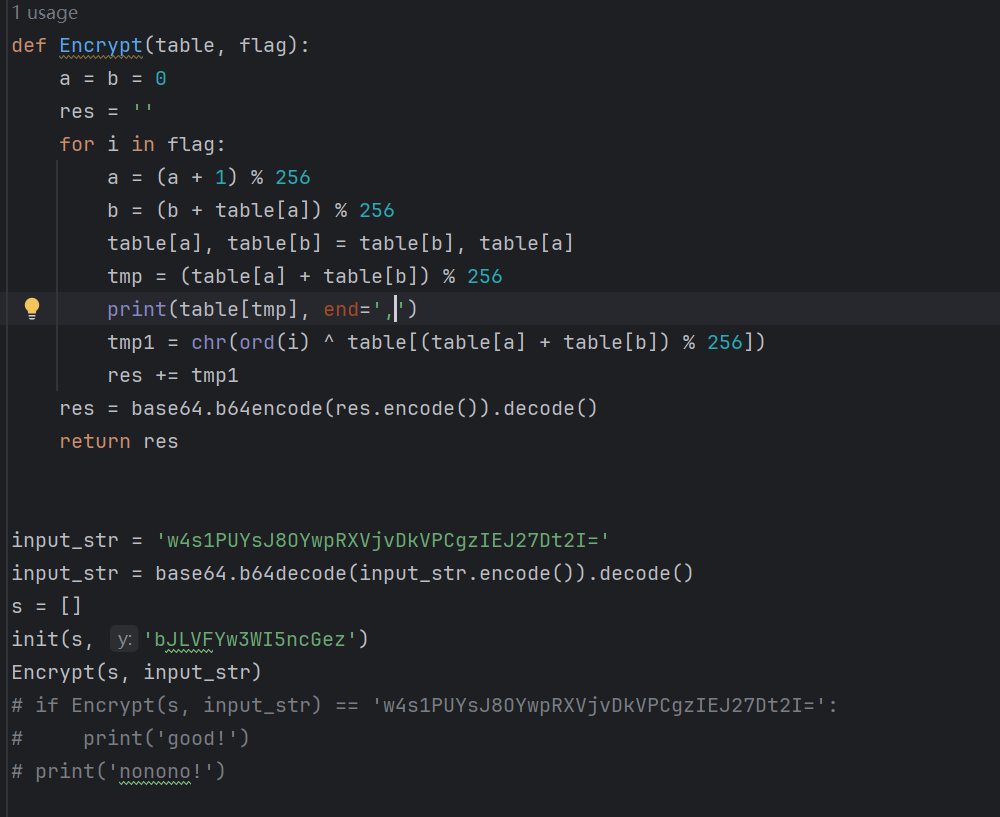 1 usage
def Encrypt(table, flag):
    a = b = 0
    res = ''
    for i in flag:
        a = (a + 1) % 256
        b = (b + table[a]) % 256
        table[a], table[b] = table[b], table[a]
        tmp = (table[a] + table[b]) % 256
        print(table[tmp], end=',')
        tmp1 = chr(ord(i) ^ table[(table[a] + table[b]) % 256])
        res += tmp1
    res = base64.b64encode(res.encode()).decode()
    return res
input_str = 'w4s1PUYsJ8OYwpRXVjvDkVPCgzIEJ27Dt2I='
input_str = base64.b64decode(input_str.encode()).decode()
s = []
init(s, y: 'bJLVFYw3WI5ncGez')
Encrypt(s, input_str)
# if Encrypt(s, input_str) == 'w4s1PUYsJ8OYwpRXVjvDkVPCgzIEJ27Dt2I=':
#     print('good!')
# print('nonono!')